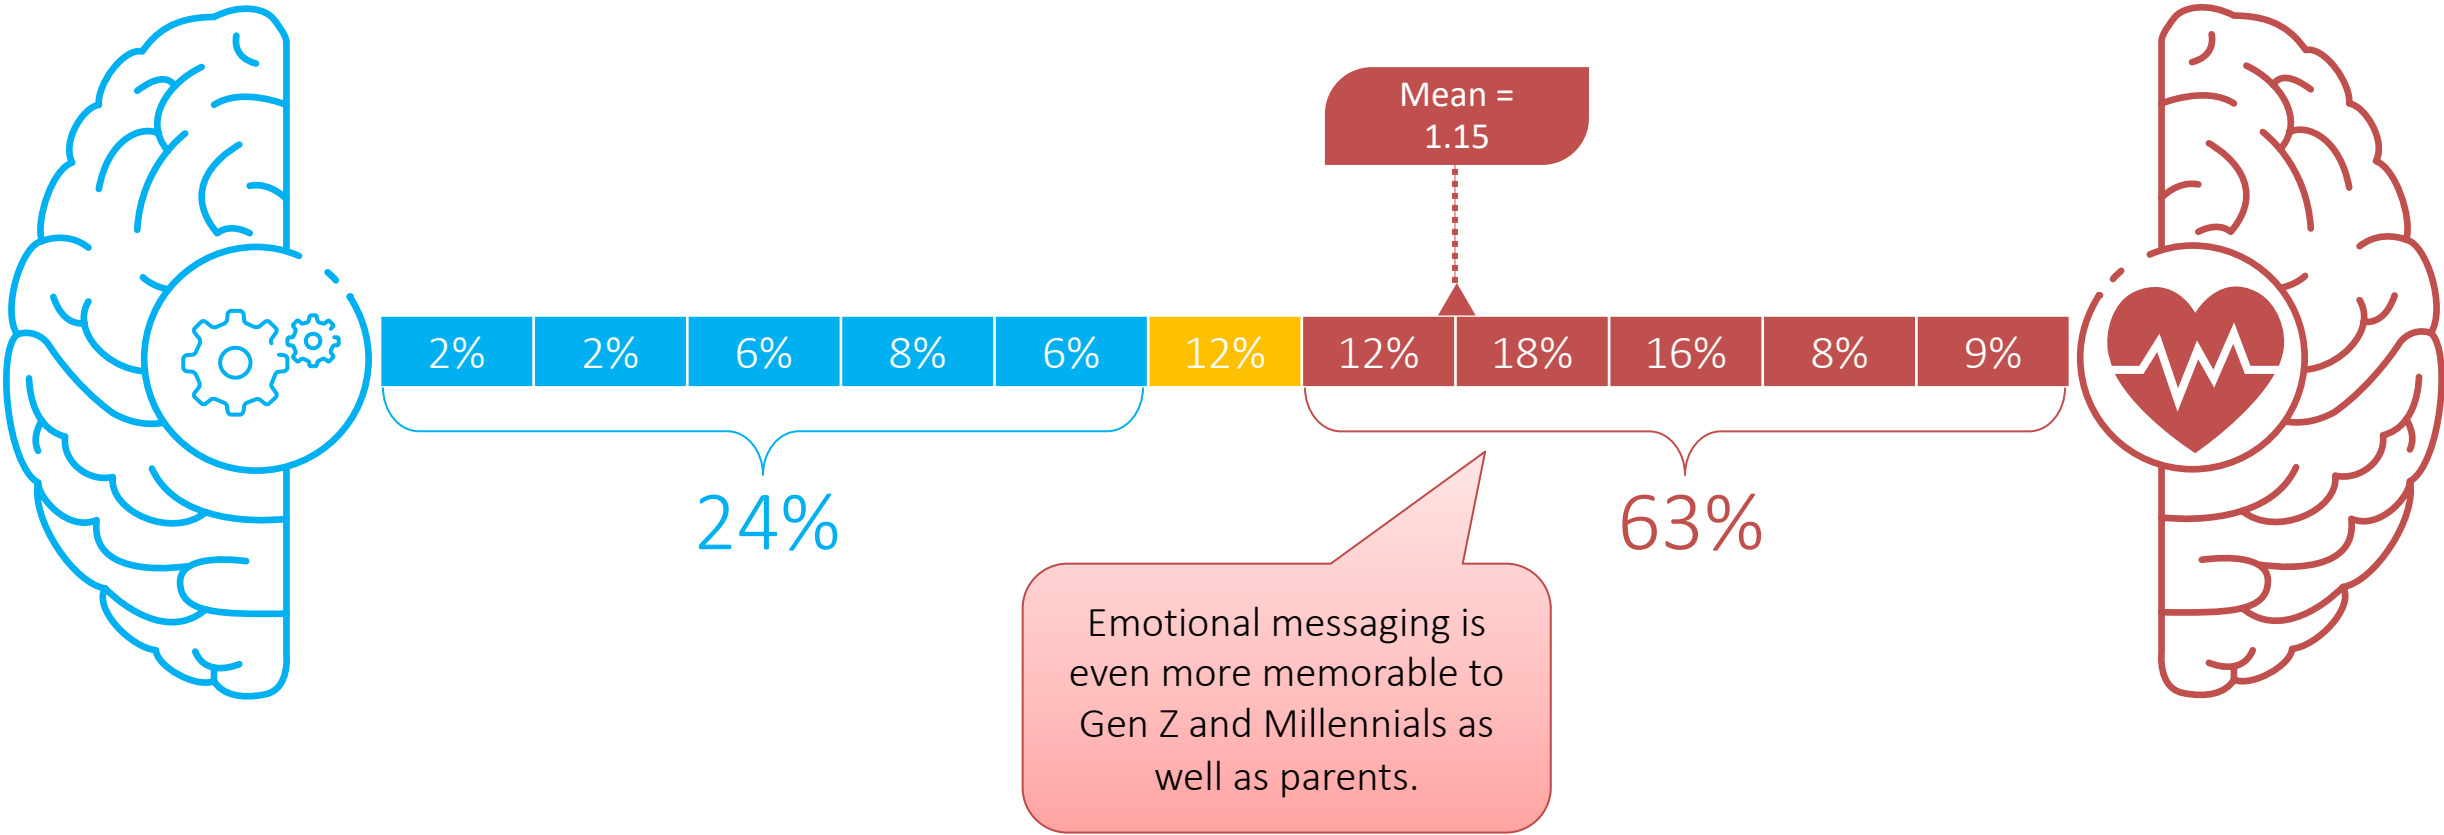 Mean =
1.15
2% 2% 6% 8% 6% 12% 12% 18% 16% 8% 9%
24% 63%
Emotional messaging is
even more memorable to
Gen Z and Millennials as
well as parents.